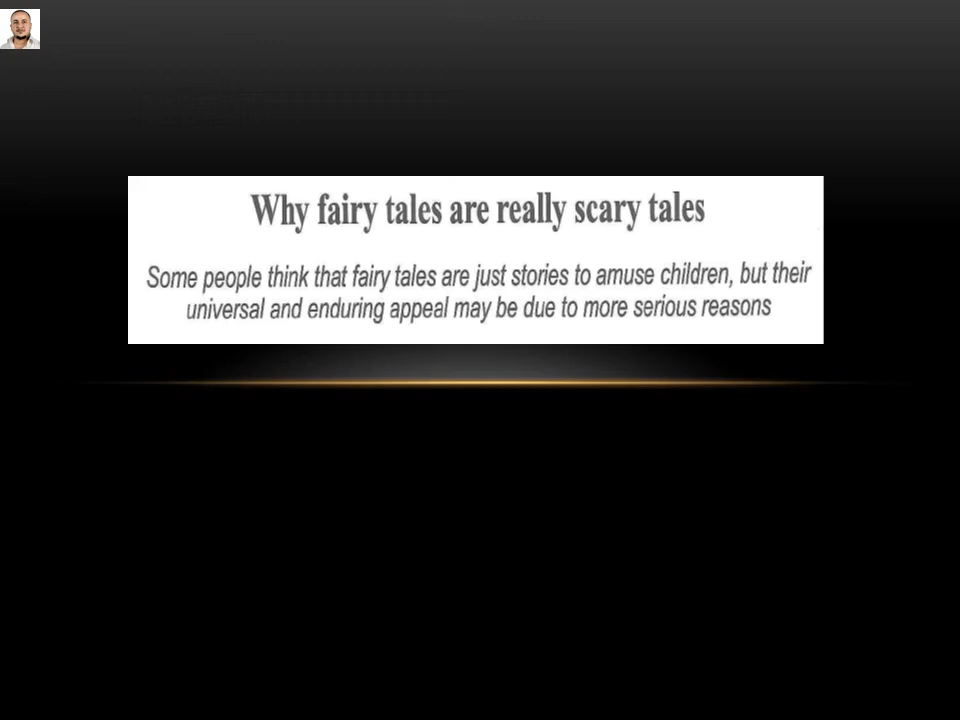 Why fairy tales are really scary tales
Some people think that fairy tales are just stories to amuse children, but their
universal and enduring appeal may be due to more serious reasons